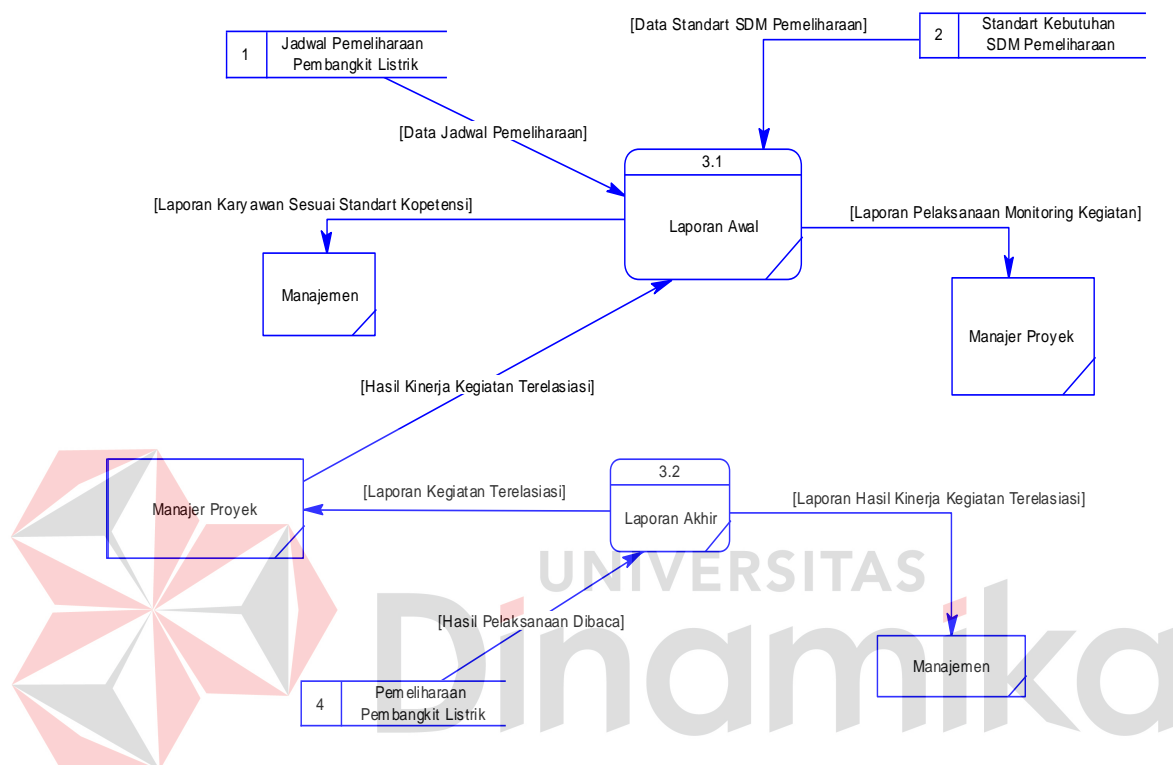 [Data Standart SDM Pemeliharaan]
1
Jadwal Pemeliharaan
Pembangkit Listrik
2
Standart Kebutuhan
SDM Pemeliharaan
[Data Jadwal Pemeliharaan]
3.1
Laporan Awal
[Laporan Karyawan Sesuai Standart Kopetensi]
[Laporan Pelaksanaan Monitoring Kegiatan]
Manajemen
Manajer Proyek
[Hasil Kinerja Kegiatan Terelasiasi]
3.2
Laporan Akhir
Manajer Proyek
[Laporan Kegiatan Terelasiasi]
[Laporan Hasil Kinerja Kegiatan Terelasiasi]
UNIVERSITAS
Dinamika
[Hasil Pelaksanaan Dibaca]
Manajemen
4
Pemeliharaan
Pembangkit Listrik